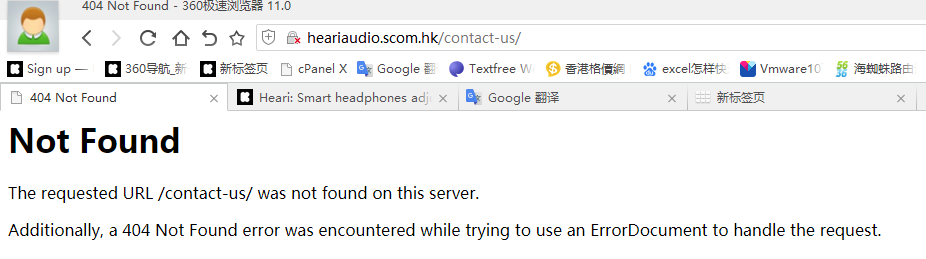 404 Not Found - 360极速浏览器 11.0
heariaudio.scom.hk/contact-us/
Sign up — 360导航_新 新标签页 cPanel X Google 翻 Textfree W 香港格價網 excel怎样快 Vmware10 海蜘蛛路由
404 Not Found Heari: Smart headphones adj Google 翻译 新标签页
Not Found
The requested URL /contact-us/ was not found on this server.
Additionally, a 404 Not Found error was encountered while trying to use an ErrorDocument to handle the request.